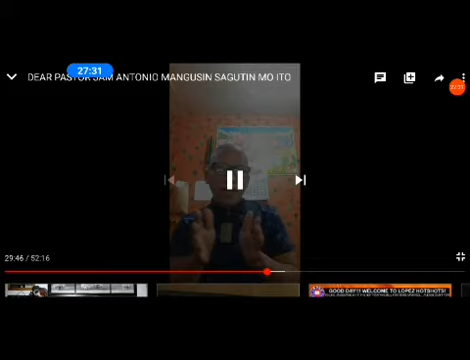 27:31
DEAR PASTOR JAM ANTONIO MANGUSIN SAGUTIN MO ITO
29:46 / 52:16
GOOD DAY!!! WELCOME TO LOPEZ HOTSHOTS!